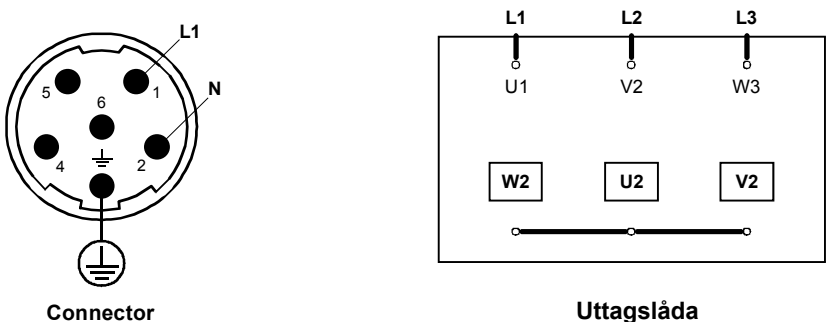 L1
5
1
N
6
4
2
Connector
L1 L2 L3
U1 V2 W3
W2 U2 V2
Uttagslåda